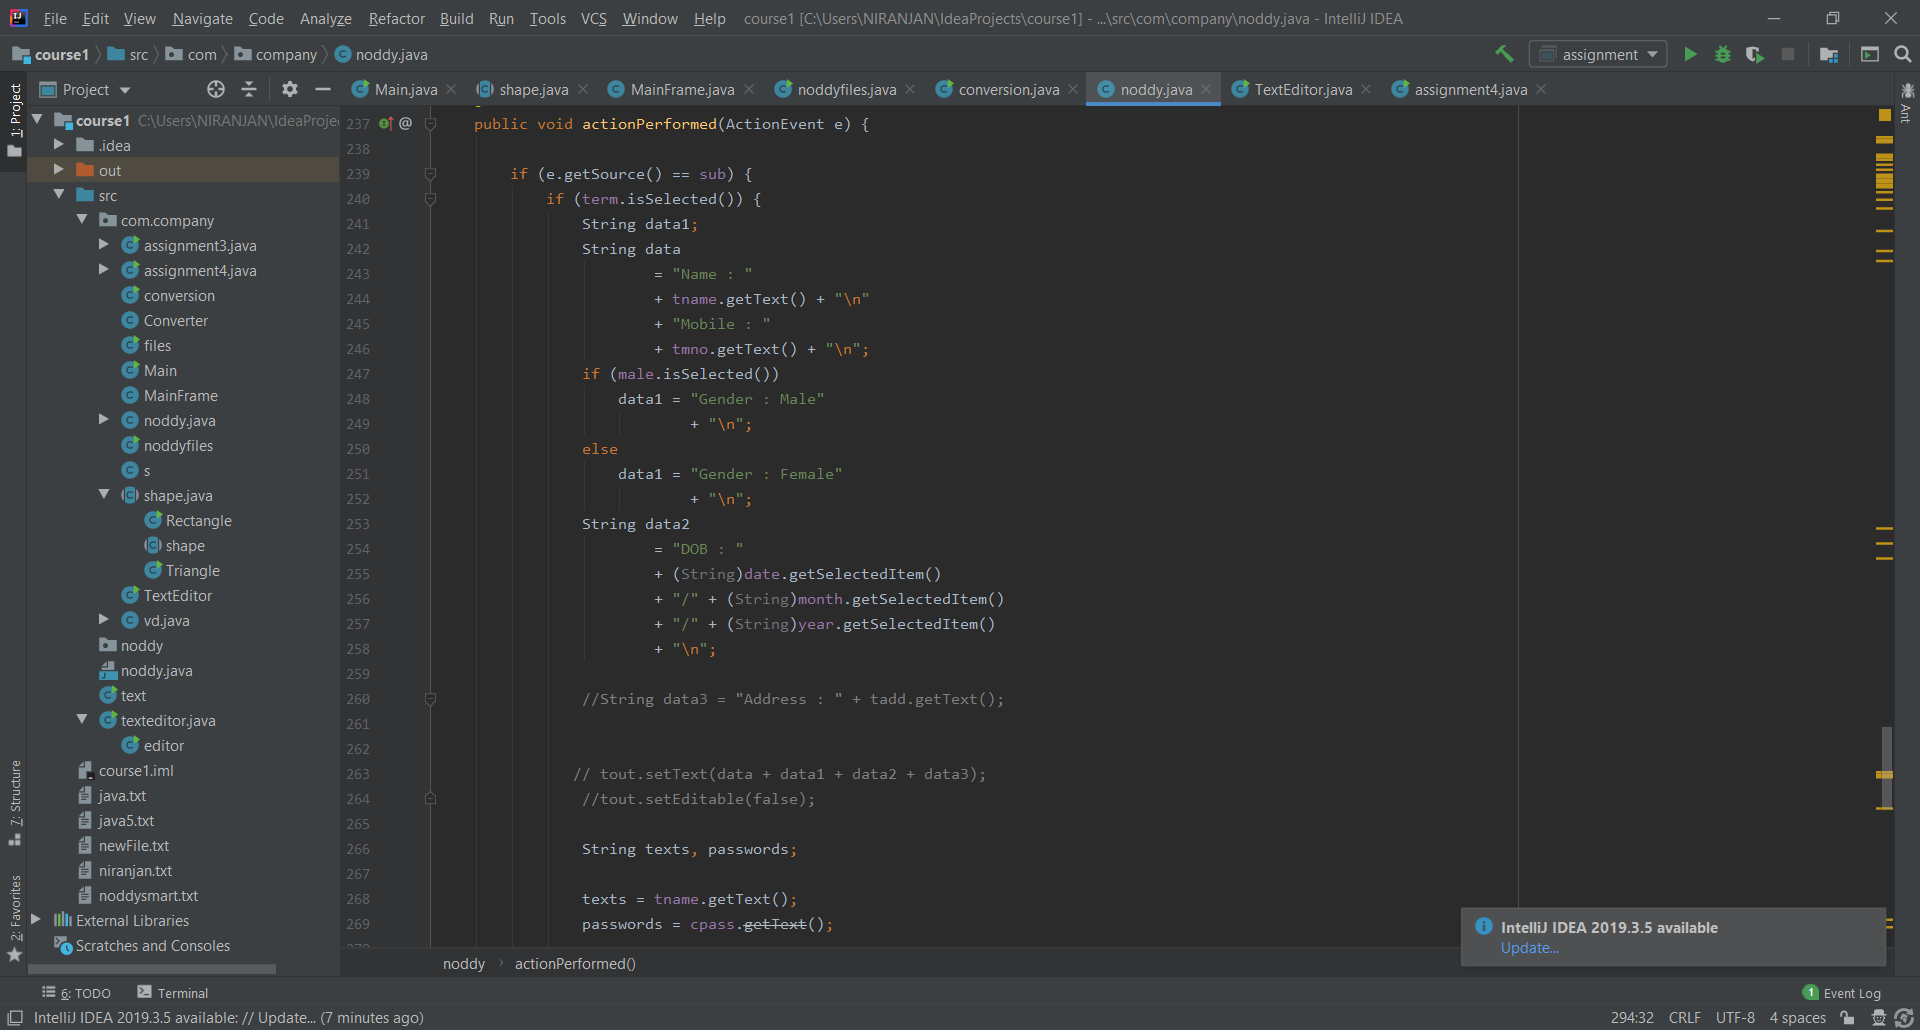 File Edit View Navigate Code Analyze Refactor Build Run Tools VCS Window Help course1 [C:\Users\NIRANJAN\IdeaProjects\course1] - ...\src\com\company\noddy.java - IntelliJ IDEA
course1 src com company noddy.java assignment
Project Main.java shape.java MainFrame.java noddyfiles.java conversion.java noddy.java TextEditor.java assignment4.java
1: Project
7: Structure
2: Favorites
Ant
course1 C:\Users\NIRANJAN\IdeaProje
.idea
out
src
com.company
assignment3.java
assignment4.java
conversion
Converter
files
Main
MainFrame
noddy.java
noddyfiles
s
shape.java
Rectangle
shape
Triangle
TextEditor
vd.java
noddy
noddy.java
text
texteditor.java
editor
course1.iml
java.txt
java5.txt
newFile.txt
niranjan.txt
noddysmart.txt
External Libraries
Scratches and Consoles
237 @ public void actionPerformed(ActionEvent e) {
238
239 if (e.getSource() == sub) {
240 if (term.isSelected()) {
241 String data1;
242 String data
243 = "Name : "
244 + tname.getText() + "\n"
245 + "Mobile : "
246 + tmno.getText() + "\n";
247 if (male.isSelected())
248 data1 = "Gender : Male"
249 + "\n";
250 else
251 data1 = "Gender : Female"
252 + "\n";
253 String data2
254 = "DOB : "
255 + (String)date.getSelectedItem()
256 + "/" + (String)month.getSelectedItem()
257 + "/" + (String)year.getSelectedItem()
258 + "\n";
259
260 //String data3 = "Address : " + tadd.getText();
261
262
263 // tout.setText(data + data1 + data2 + data3);
264 //tout.setEditable(false);
265
266 String texts, passwords;
267
268 texts = tname.getText();
269 passwords = cpass.getText();
noddy actionPerformed()
IntelliJ IDEA 2019.3.5 available
Update...
6: TODO Terminal 1 Event Log
IntelliJ IDEA 2019.3.5 available: // Update... (7 minutes ago) 294:32 CRLF UTF-8 4 spaces